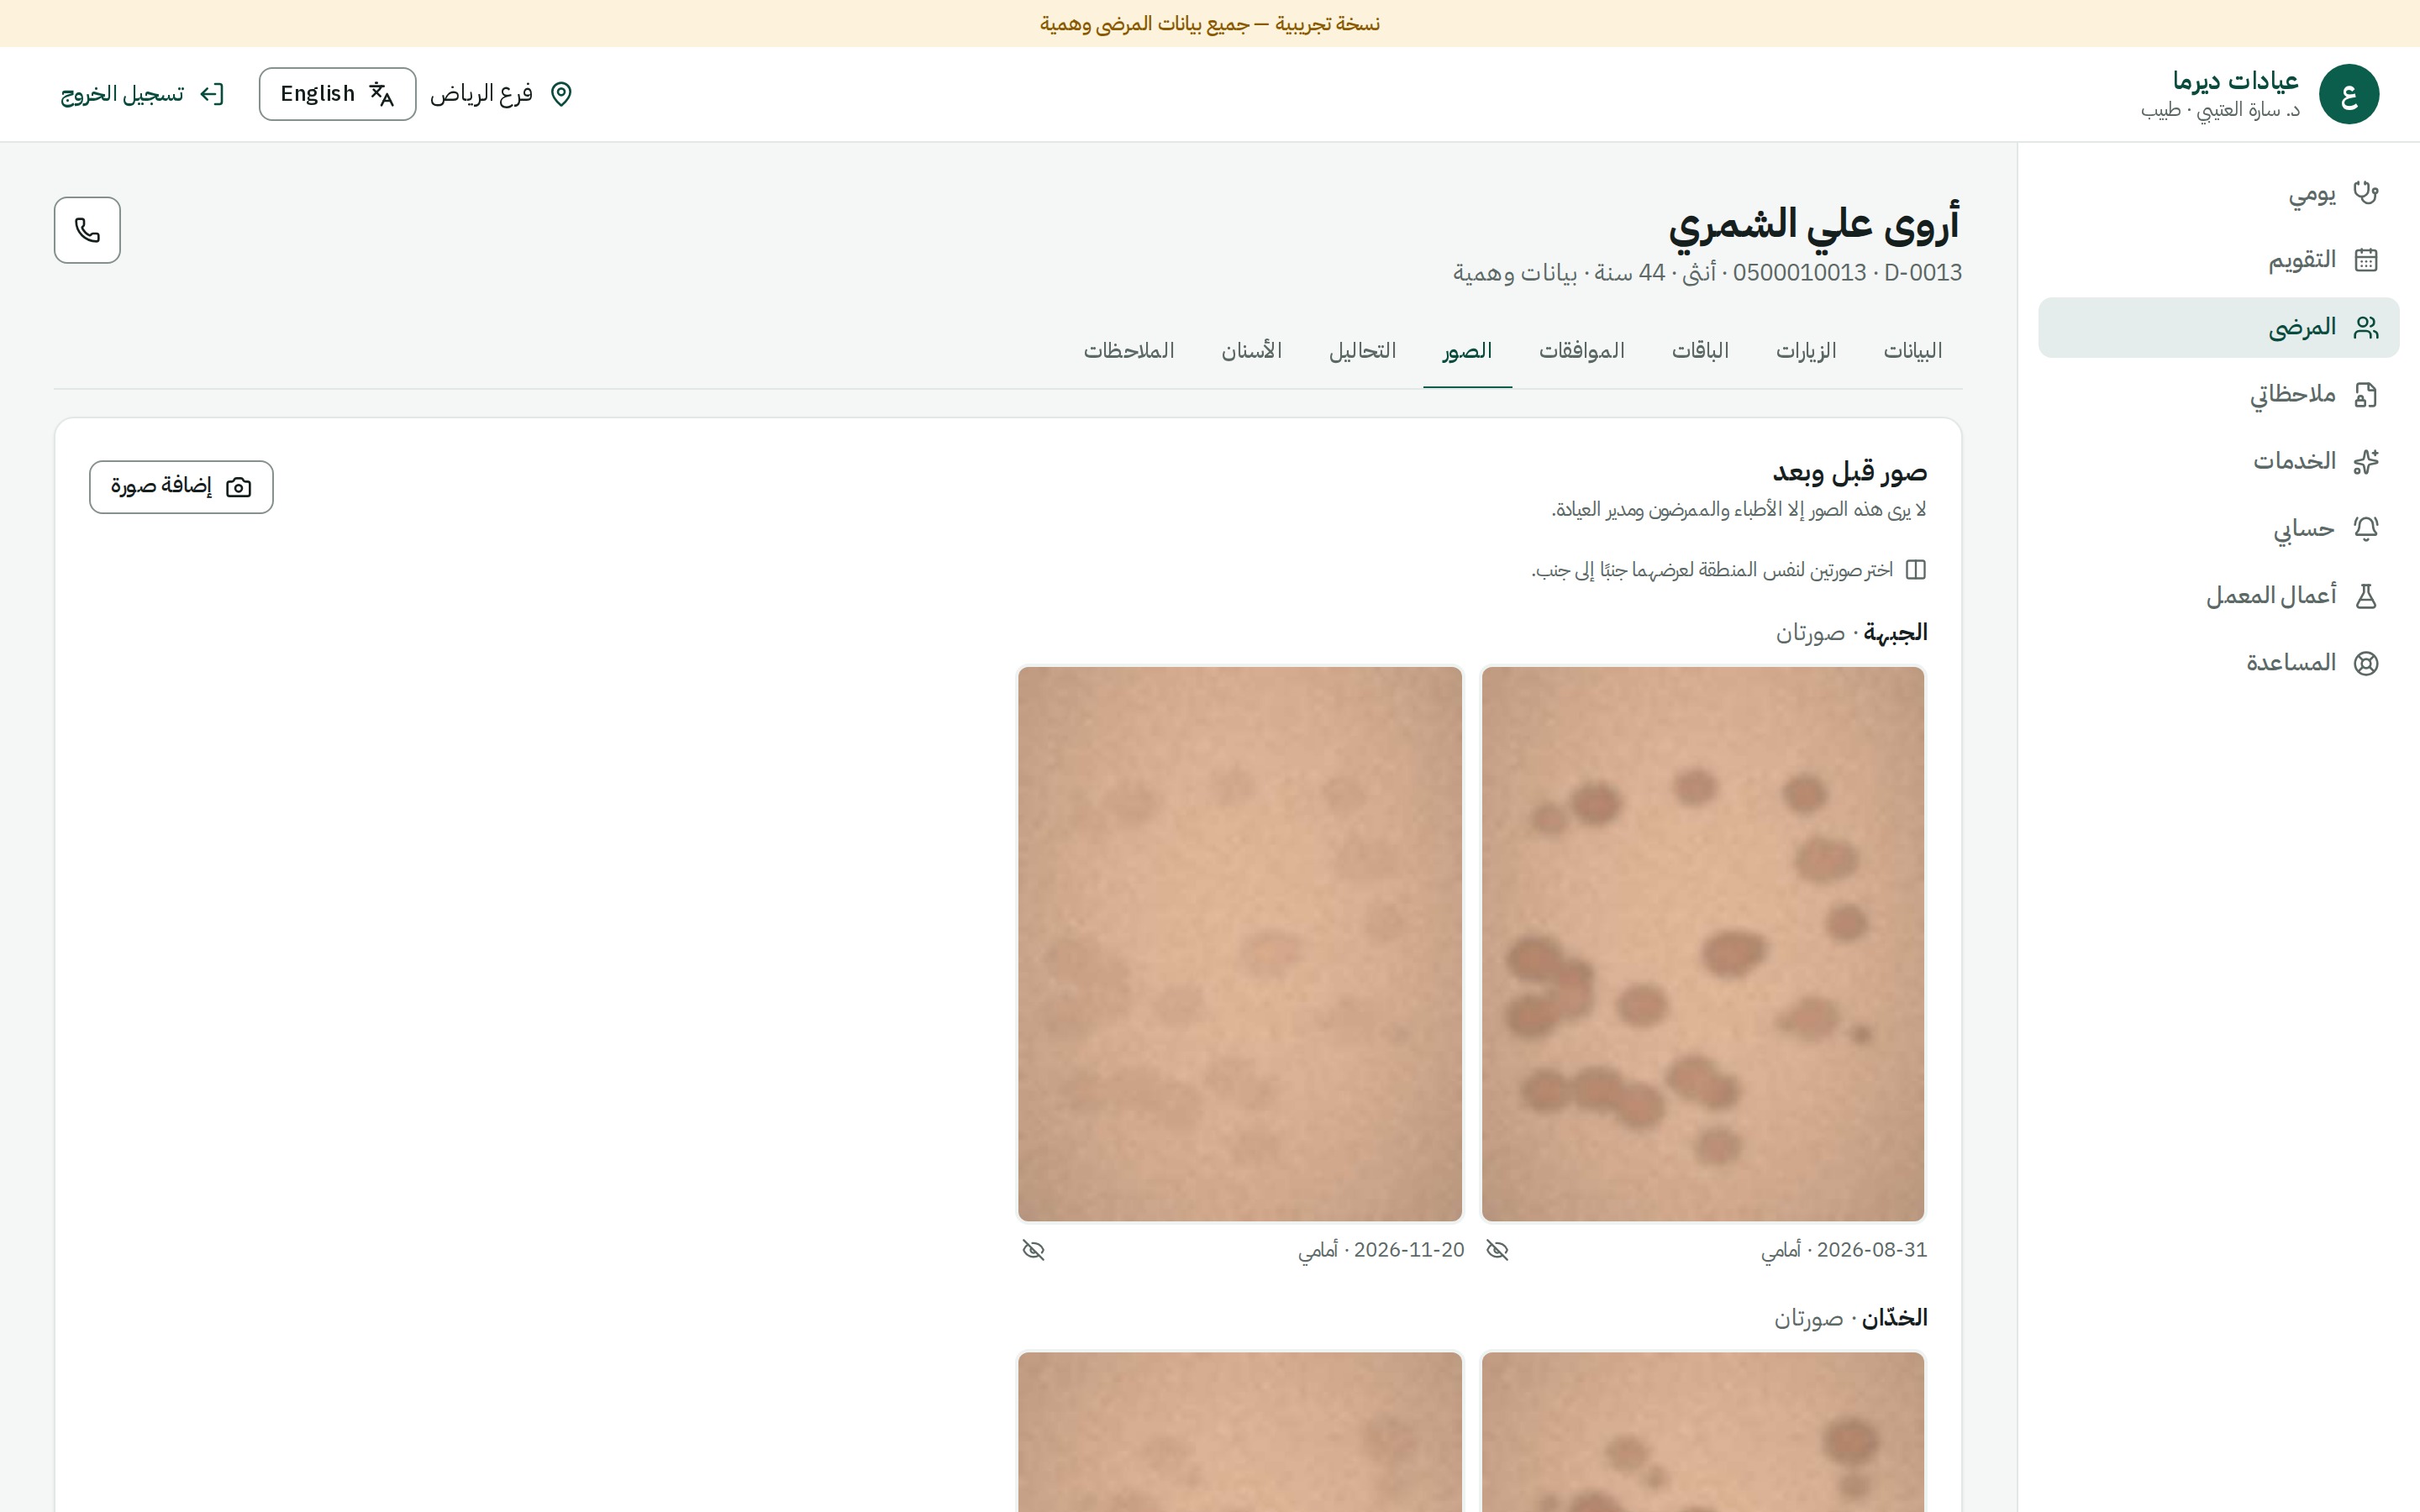 نسخة تجريبية — جميع بيانات المرضى وهمية
ع
عيادات ديرما
د. سارة العتيبي · طبيب
فرع الرياض
English
تسجيل الخروج
يومي
التقويم
المرضى
ملاحظاتي
الخدمات
حسابي
أعمال المعمل
المساعدة
أروى علي الشمري
D-0013 · 0500010013 · أنثى · 44 سنة · بيانات وهمية
البيانات
الزيارات
الباقات
الموافقات
الصور
التحاليل
الأسنان
الملاحظات
صور قبل وبعد
لا يرى هذه الصور إلا الأطباء والممرضون ومدير العيادة.
إضافة صورة
اختر صورتين لنفس المنطقة لعرضهما جنبًا إلى جنب.
الجبهة · صورتان
2026-08-31 · أمامي
2026-11-20 · أمامي
الخدّان · صورتان